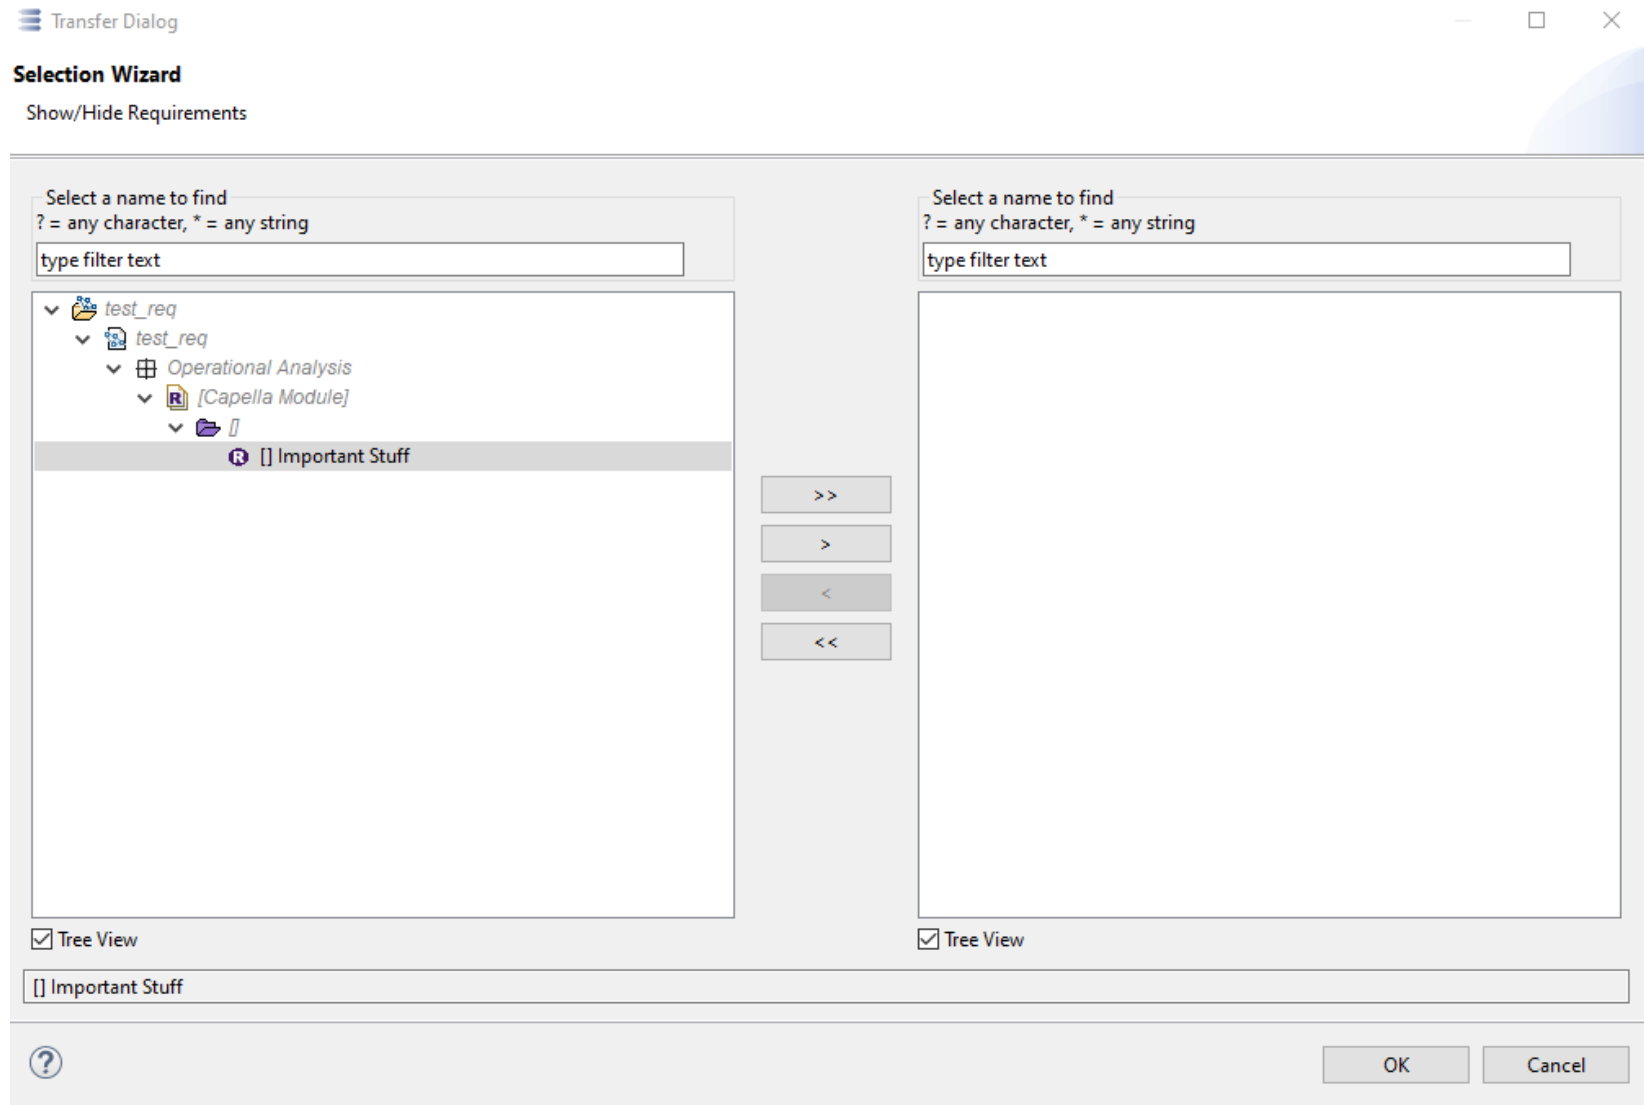 Transfer Dialog
Selection Wizard
Show/Hide Requirements
Select a name to find
? = any character, * = any string
type filter text
test_req
test_req
Operational Analysis
[Capella Module]
[]
[] Important Stuff
Tree View
>>
>
<
<<
Select a name to find
? = any character, * = any string
type filter text
Tree View
[] Important Stuff
?
OK
Cancel